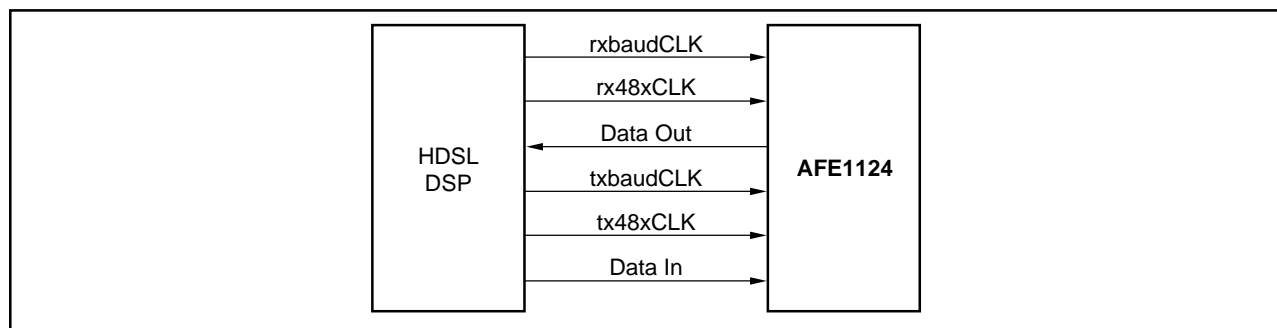 rxbaudCLK
rx48xCLK
Data Out
HDSL
DSP
AFE1124
txbaudCLK
tx48xCLK
Data In